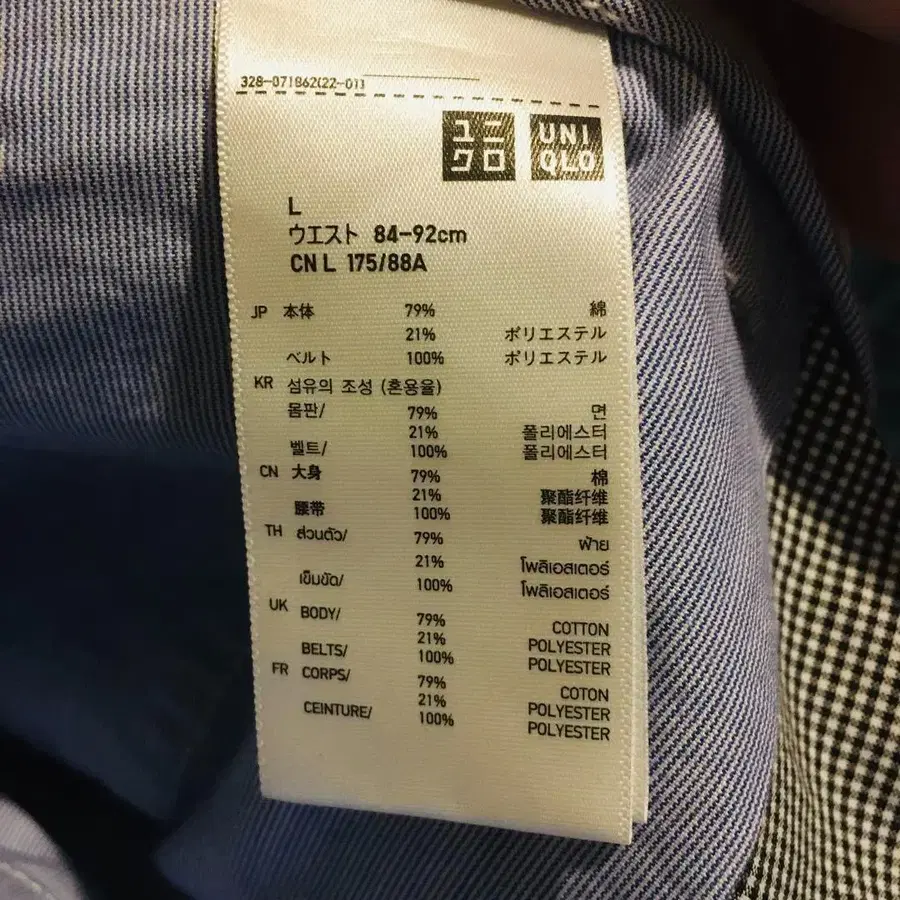 328-071862(22-01)
ユニ
クロ
UNI
QLO
L
ウエスト 84-92cm
CN L 175/88A
JP 本体 79% 綿
21% ポリエステル
ベルト 100% ポリエステル
KR 섬유의 조성 (혼용율)
몸판/ 79% 면
21% 폴리에스터
벨트/ 100% 폴리에스터
CN 大身 79% 棉
21% 聚酯纤维
腰带 100% 聚酯纤维
TH ส่วนตัว/ 79% ฝ้าย
21% โพลิเอสเตอร์
เข็มขัด/ 100% โพลิเอสเตอร์
UK BODY/ 79% COTTON
21% POLYESTER
BELTS/ 100% POLYESTER
FR CORPS/ 79% COTON
21% POLYESTER
CEINTURE/ 100% POLYESTER